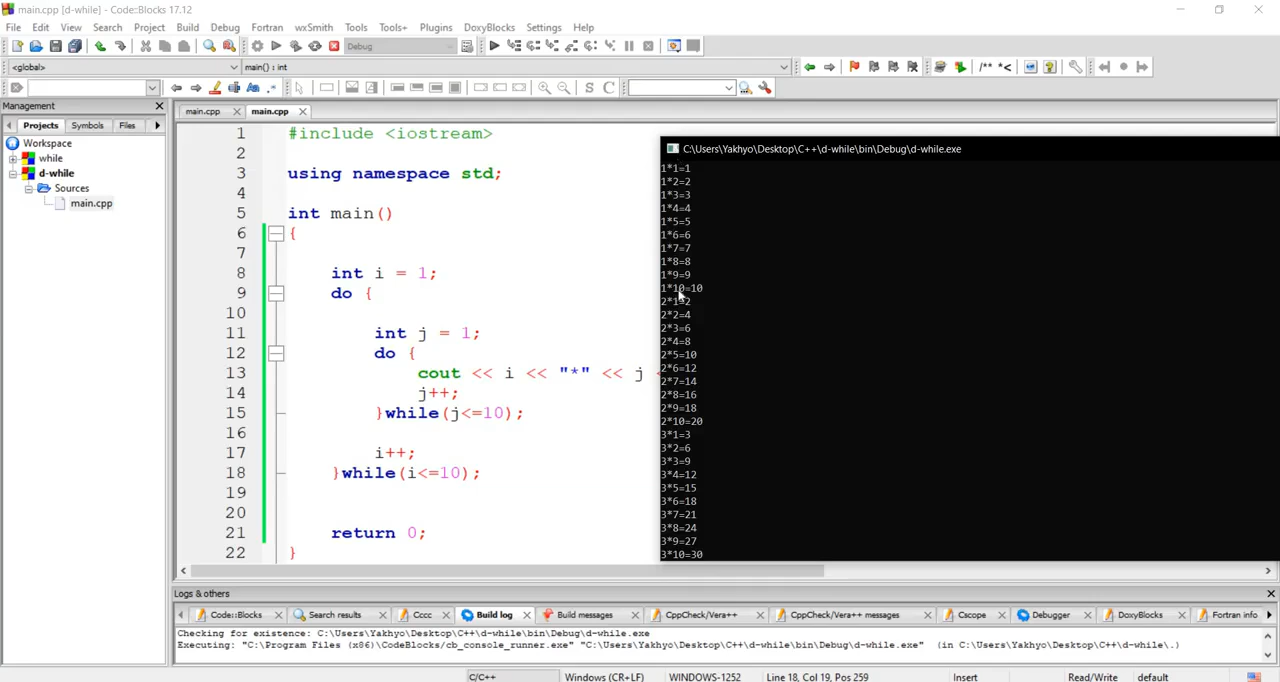 main.cpp [d-while] - Code::Blocks 17.12
File Edit View Search Project Build Debug Fortran wxSmith Tools Tools+ Plugins DoxyBlocks Settings Help
Debug
<global> main() : int
/** *<
S C
Management
Projects Symbols Files
Workspace
while
d-while
Sources
main.cpp
main.cpp main.cpp
1 #include <iostream>
2
3 using namespace std;
4
5 int main()
6 {
7
8 int i = 1;
9 do {
10
11 int j = 1;
12 do {
13 cout << i << "*" << j <
14 j++;
15 }while(j<=10);
16
17 i++;
18 }while(i<=10);
19
20
21 return 0;
22 }
C:\Users\Yakhyo\Desktop\C++\d-while\bin\Debug\d-while.exe
1*1=1
1*2=2
1*3=3
1*4=4
1*5=5
1*6=6
1*7=7
1*8=8
1*9=9
1*10=10
2*1=2
2*2=4
2*3=6
2*4=8
2*5=10
2*6=12
2*7=14
2*8=16
2*9=18
2*10=20
3*1=3
3*2=6
3*3=9
3*4=12
3*5=15
3*6=18
3*7=21
3*8=24
3*9=27
3*10=30
Logs & others
Code::Blocks Search results Cccc Build log Build messages CppCheck/Vera++ CppCheck/Vera++ messages Cscope Debugger DoxyBlocks Fortran info
Checking for existence: C:\Users\Yakhyo\Desktop\C++\d-while\bin\Debug\d-while.exe
Executing: "C:\Program Files (x86)\CodeBlocks/cb_console_runner.exe" "C:\Users\Yakhyo\Desktop\C++\d-while\bin\Debug\d-while.exe" (in C:\Users\Yakhyo\Desktop\C++\d-while\.)
C/C++ Windows (CR+LF) WINDOWS-1252 Line 18, Col 19, Pos 259 Insert Read/Write default